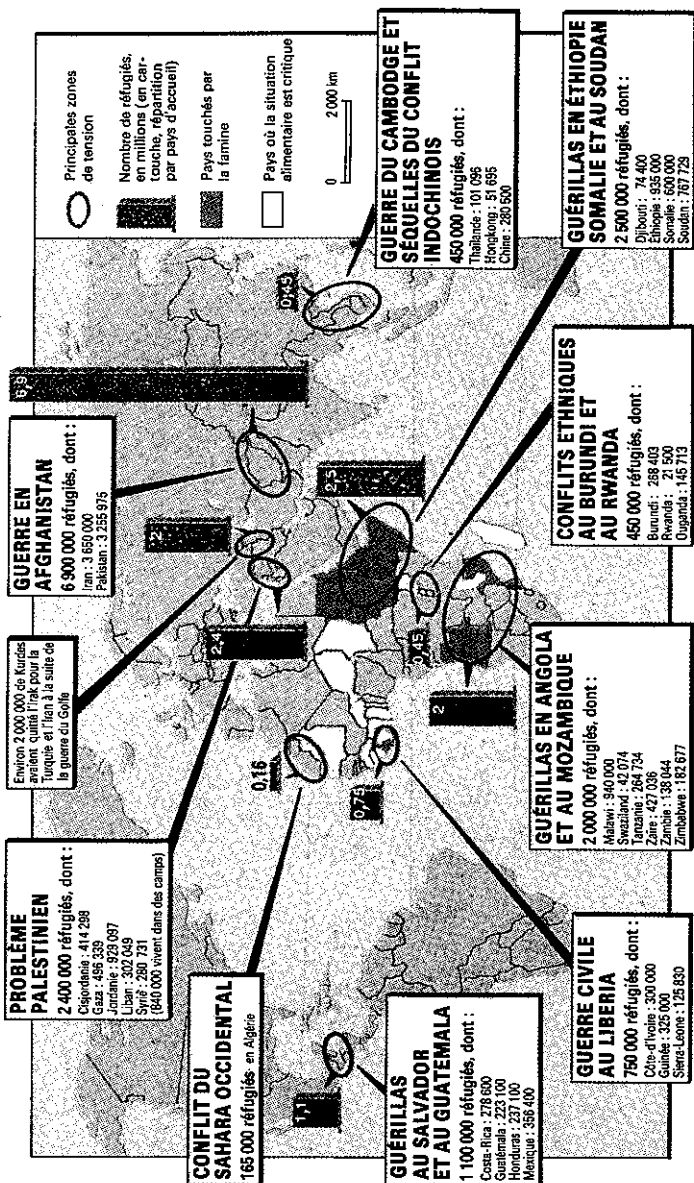 PROBLÈME
PALESTINIEN
2 400 000 réfugiés, dont :
Cisjordanie : 414 298
Gaza : 496 339
Jordanie : 929 097
Liban : 302 049
Syrie : 280 731
(840 000 vivent dans des camps)
Environ 2 000 000 de Kurdes
avaient quitté l'Irak pour la
Turquie et l'Iran à la suite de
la guerre du Golfe
GUERRE EN
AFGHANISTAN
6 900 000 réfugiés, dont :
Iran : 3 650 000
Pakistan : 3 255 975
6,9
Principales zones
de tension
Nombre de réfugiés,
en millions (en car-
touche, répartition
par pays d'accueil)
Pays touchés par
la famine
Pays où la situation
alimentaire est critique
0 2 000 km
CONFLIT DU
SAHARA OCCIDENTAL
165 000 réfugiés en Algérie
0,16
2,4
2
2,5
0,45
1,1
0,75
0,45
2
GUERRE DU CAMBODGE ET
SÉQUELLES DU CONFLIT
INDOCHINOIS
450 000 réfugiés, dont :
Thaïlande : 101 096
Hongkong : 51 695
Chine : 280 500
GUÉRILLAS
AU SALVADOR
ET AU GUATEMALA
1 100 000 réfugiés, dont :
Costa-Rica : 278 600
Guatémala : 223 100
Honduras : 237 100
Mexique : 356 400
GUERRE CIVILE
AU LIBERIA
750 000 réfugiés, dont :
Côte-d'Ivoire : 300 000
Guinée : 325 000
Sierra-Leone : 125 830
GUÉRILLAS EN ANGOLA
ET AU MOZAMBIQUE
2 000 000 réfugiés, dont :
Malawi : 940 000
Swaziland : 42 074
Tanzanie : 264 734
Zaïre : 427 036
Zambie : 138 044
Zimbabwe : 182 677
CONFLITS ETHNIQUES
AU BURUNDI ET
AU RWANDA
450 000 réfugiés, dont :
Burundi : 268 403
Rwanda : 21 500
Ouganda : 145 713
GUÉRILLAS EN ÉTHIOPIE
SOMALIE ET AU SOUDAN
2 500 000 réfugiés, dont :
Djibouti : 74 400
Éthiopie : 935 000
Somalie : 600 000
Soudan : 767 729